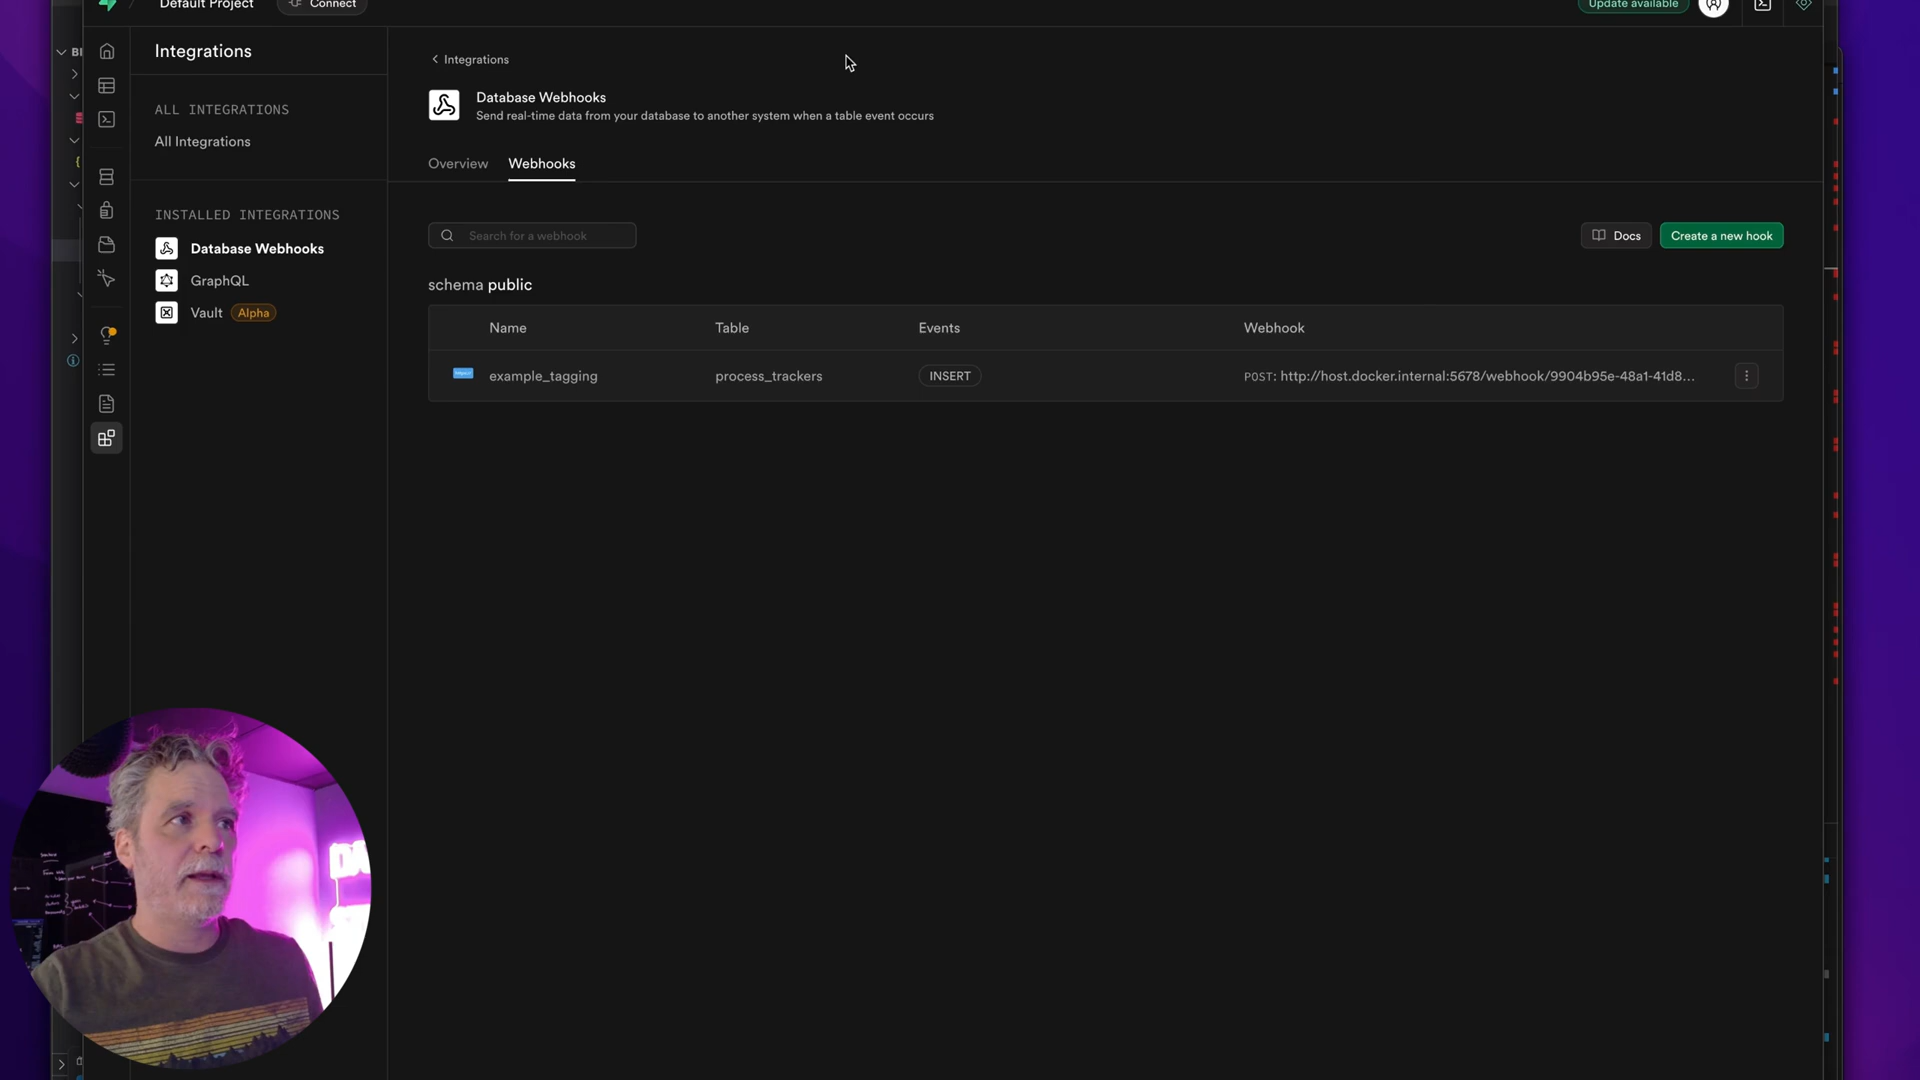 Default Project
Connect
Update available
Integrations
ALL INTEGRATIONS
All Integrations
INSTALLED INTEGRATIONS
Database Webhooks
GraphQL
Vault Alpha
Integrations
Database Webhooks
Send real-time data from your database to another system when a table event occurs
Overview Webhooks
Search for a webhook
Docs
Create a new hook
schema public
Name Table Events Webhook
example_tagging process_trackers INSERT POST: http://host.docker.internal:5678/webhook/9904b95e-48a1-41d8...